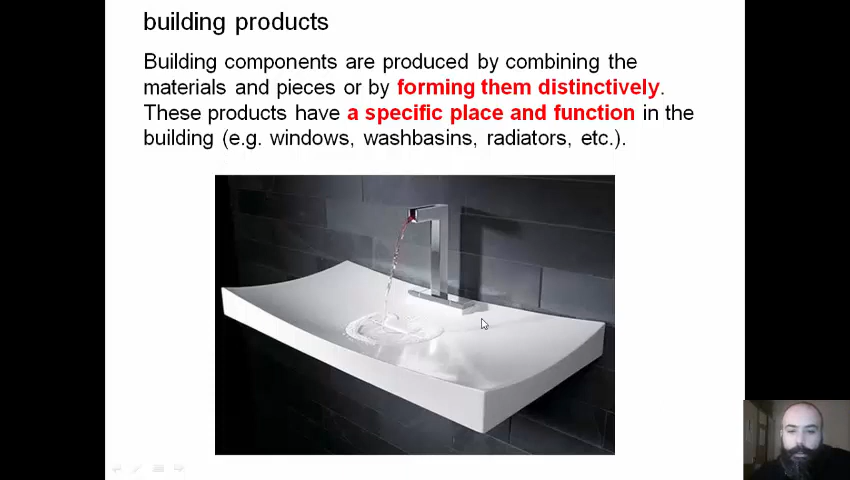 building products
Building components are produced by combining the
materials and pieces or by forming them distinctively.
These products have a specific place and function in the
building (e.g. windows, washbasins, radiators, etc.).